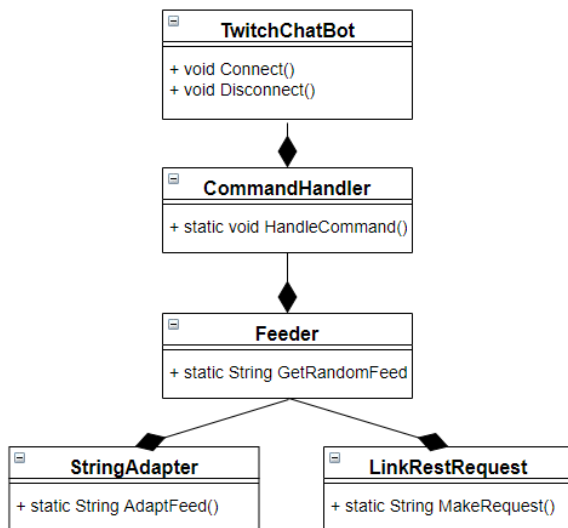 TwitchChatBot
+ void Connect()
+ void Disconnect()
CommandHandler
+ static void HandleCommand()
Feeder
+ static String GetRandomFeed
StringAdapter
+ static String AdaptFeed()
LinkRestRequest
+ static String MakeRequest()